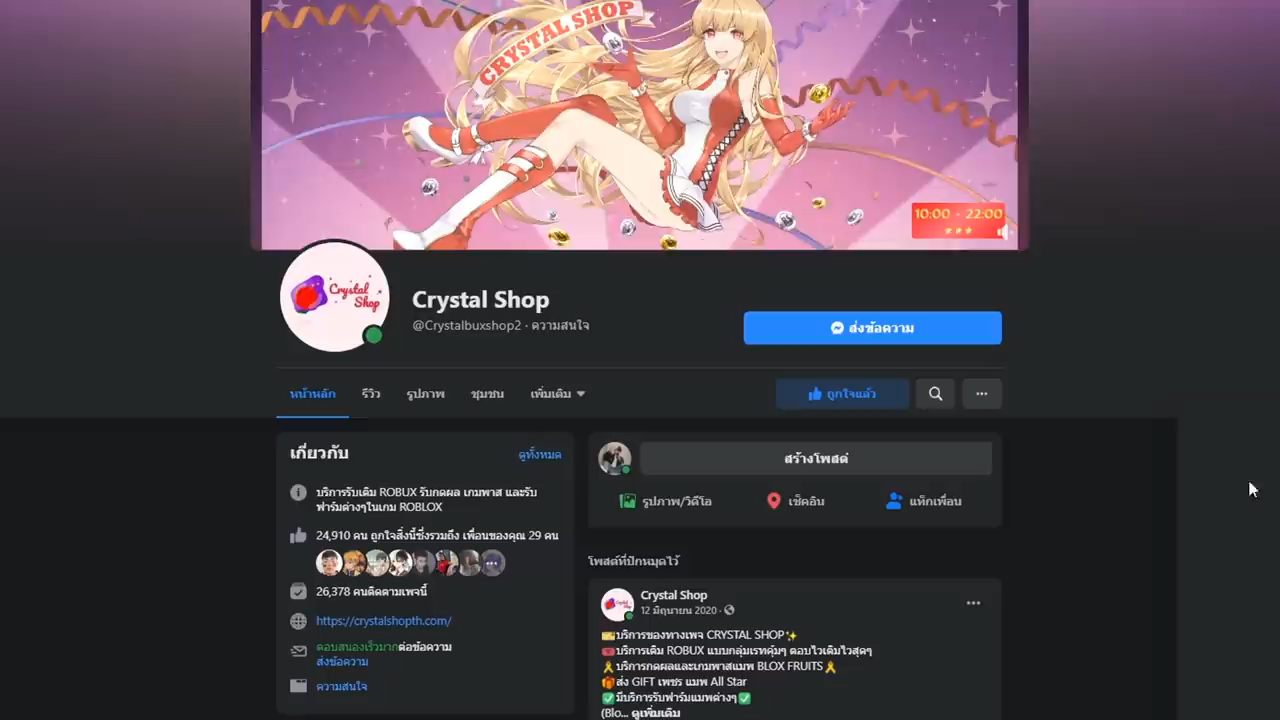 CRYSTAL SHOP
10:00 - 22:00
Crystal Shop
Crystal Shop
@Crystalbuxshop2 · ความสนใจ
ส่งข้อความ
หน้าหลัก
รีวิว
รูปภาพ
ชุมชน
เพิ่มเติม
ถูกใจแล้ว
เกี่ยวกับ
ดูทั้งหมด
บริการรับเติม ROBUX รับกดผล เกมพาส และรับ
ฟาร์มต่างๆในเกม ROBLOX
24,910 คน ถูกใจสิ่งนี้ซึ่งรวมถึง เพื่อนของคุณ 29 คน
26,378 คนติดตามเพจนี้
https://crystalshopth.com/
ตอบสนองเร็วมากต่อข้อความ
ส่งข้อความ
ความสนใจ
สร้างโพสต์
รูปภาพ/วิดีโอ
เช็คอิน
แท็กเพื่อน
โพสต์ที่ปักหมุดไว้
Crystal Shop
12 มิถุนายน 2020 ·
🎫บริการของทางเพจ CRYSTAL SHOP✨
🎟️บริการเติม ROBUX แบบกลุ่มเรทคุ้มๆ ตอบไวเติมไวสุดๆ
🎗️บริการกดผลและเกมพาสแมพ BLOX FRUITS🎗️
🎁ส่ง GIFT เพชร แมพ All Star
✅มีบริการรับฟาร์มแมพต่างๆ✅
(Blo... ดูเพิ่มเติม